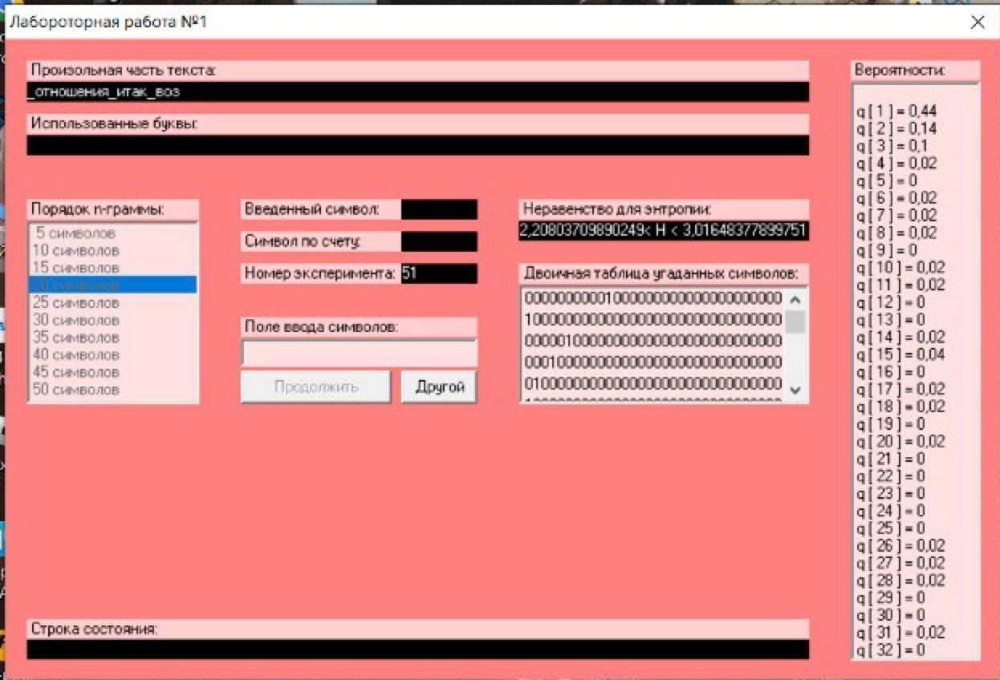 Лабороторная работа №1
Произольная часть текста:
_отношения_итак_воз
Использованные буквы:
Порядок n-граммы:
5 символов
10 символов
15 символов
20 символов
25 символов
30 символов
35 символов
40 символов
45 символов
50 символов
Введенный символ:
Символ по счету:
Номер эксперимента: 51
Поле ввода символов:
Продолжить
Другой
Неравенство для энтропии:
2,20803709890249< H < 3,01648377899751
Двоичная таблица угаданных символов:
00000000001000000000000000000000
10000000000000000000000000000000
00000100000000000000000000000000
00010000000000000000000000000000
01000000000000000000000000000000
Строка состояния:
Вероятности:
q[ 1 ] = 0,44
q[ 2 ] = 0,14
q[ 3 ] = 0,1
q[ 4 ] = 0,02
q[ 5 ] = 0
q[ 6 ] = 0,02
q[ 7 ] = 0,02
q[ 8 ] = 0,02
q[ 9 ] = 0
q[ 10 ] = 0,02
q[ 11 ] = 0,02
q[ 12 ] = 0
q[ 13 ] = 0
q[ 14 ] = 0,02
q[ 15 ] = 0,04
q[ 16 ] = 0
q[ 17 ] = 0,02
q[ 18 ] = 0,02
q[ 19 ] = 0
q[ 20 ] = 0,02
q[ 21 ] = 0
q[ 22 ] = 0
q[ 23 ] = 0
q[ 24 ] = 0
q[ 25 ] = 0
q[ 26 ] = 0,02
q[ 27 ] = 0,02
q[ 28 ] = 0,02
q[ 29 ] = 0
q[ 30 ] = 0
q[ 31 ] = 0,02
q[ 32 ] = 0